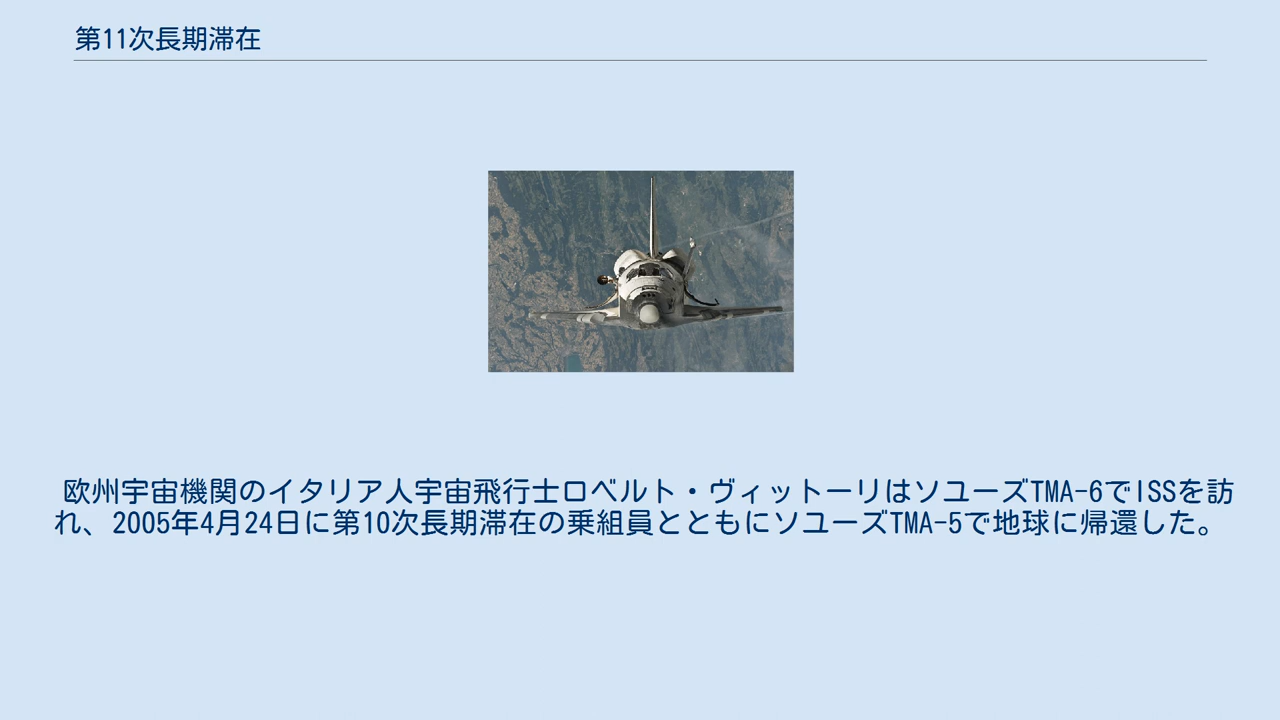 第11次長期滞在
欧州宇宙機関のイタリア人宇宙飛行士ロベルト・ヴィットーリはソユーズTMA-6でISSを訪
れ、2005年4月24日に第10次長期滞在の乗組員とともにソユーズTMA-5で地球に帰還した。